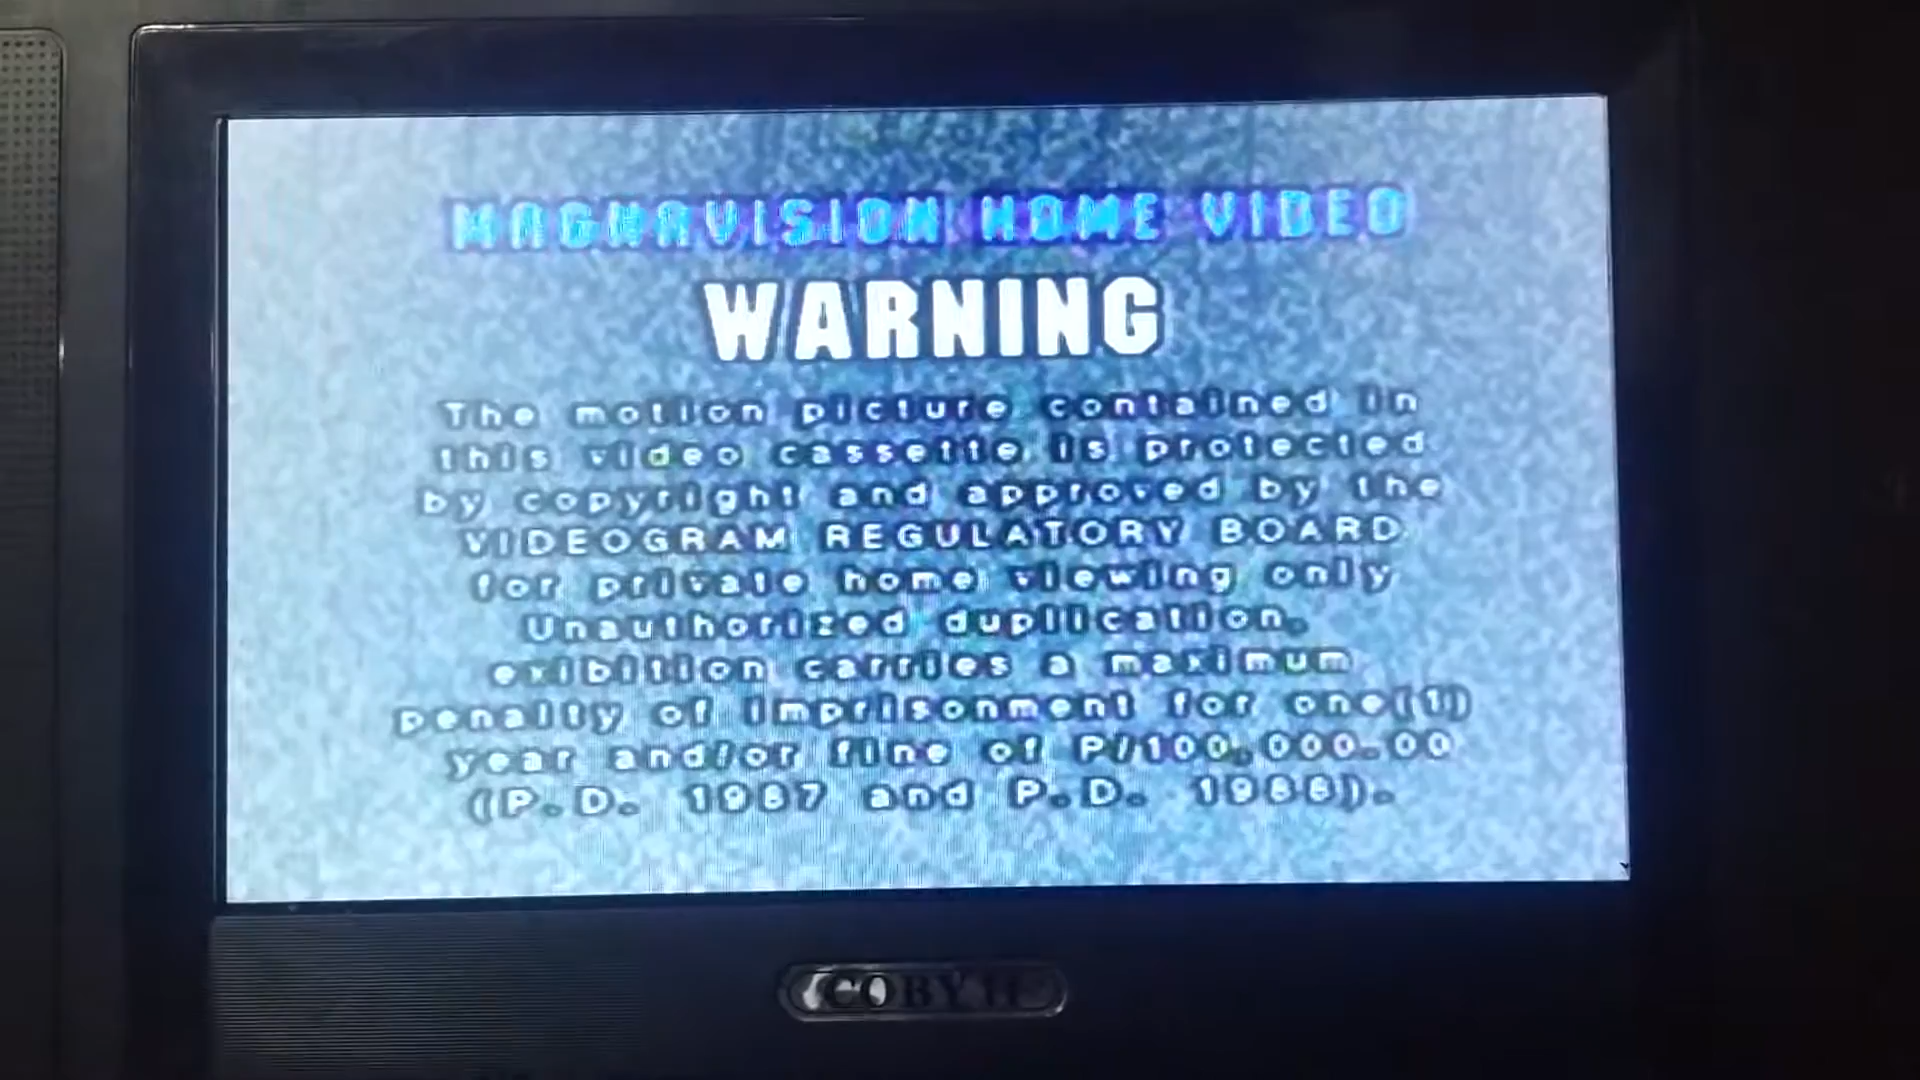 MAGNAVISION HOME VIDEO
WARNING
The motion picture contained in
this video cassette is protected
by copyright and approved by the
VIDEOGRAM REGULATORY BOARD
for private home viewing only
Unauthorized duplication,
exibition carries a maximum
penalty of imprisonment for one(1)
year and/or fine of P/100,000.00
(P.D. 1987 and P.D. 1988).